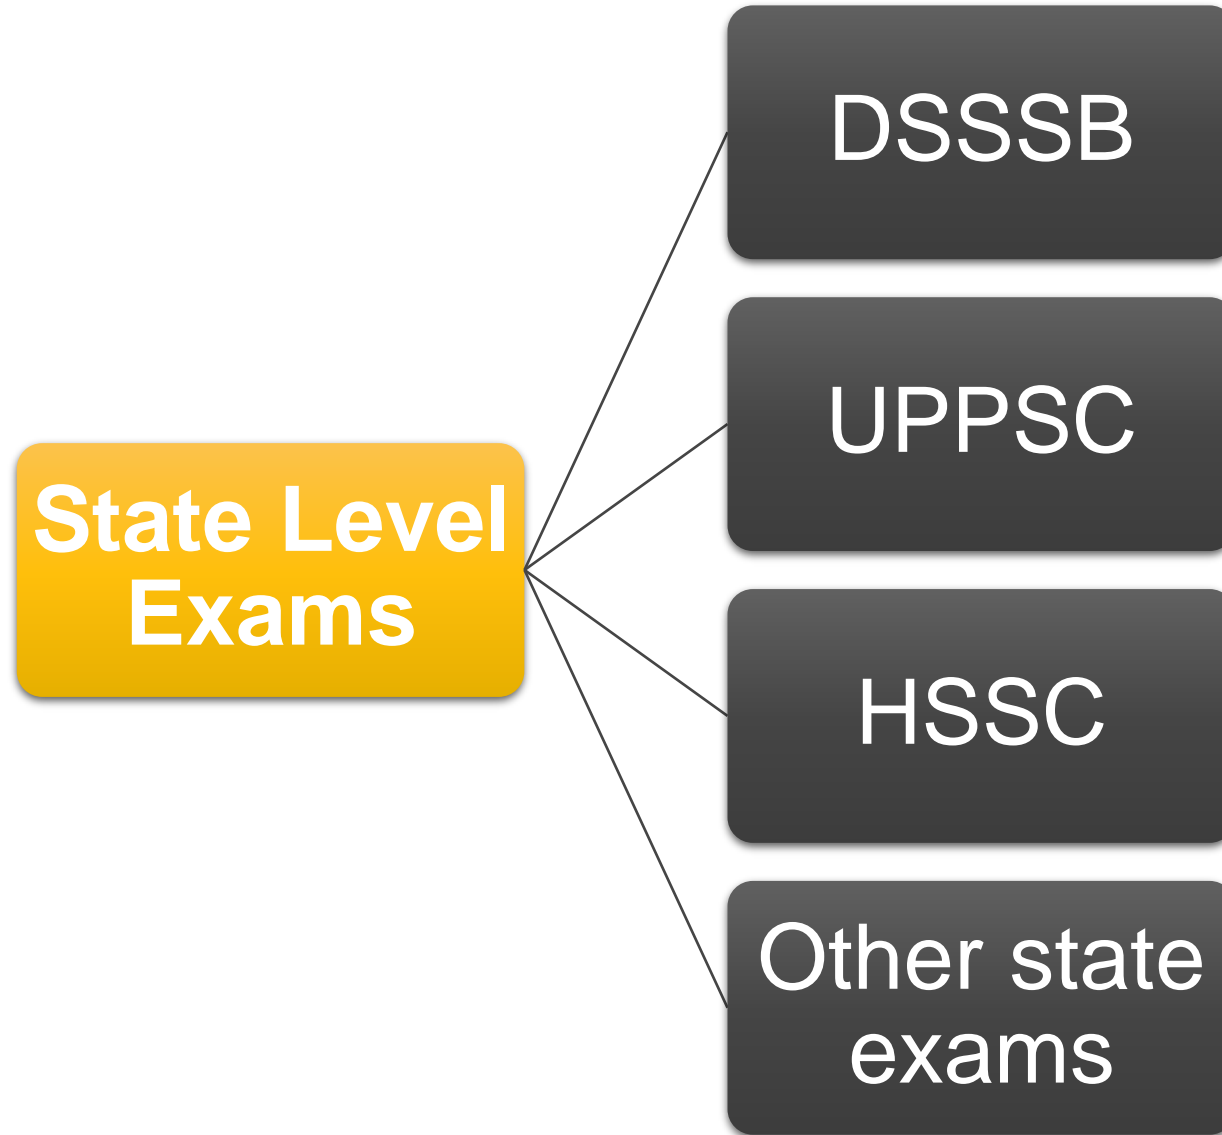 DSSSB
UPPSC
State Level
Exams
HSSC
Other state
exams